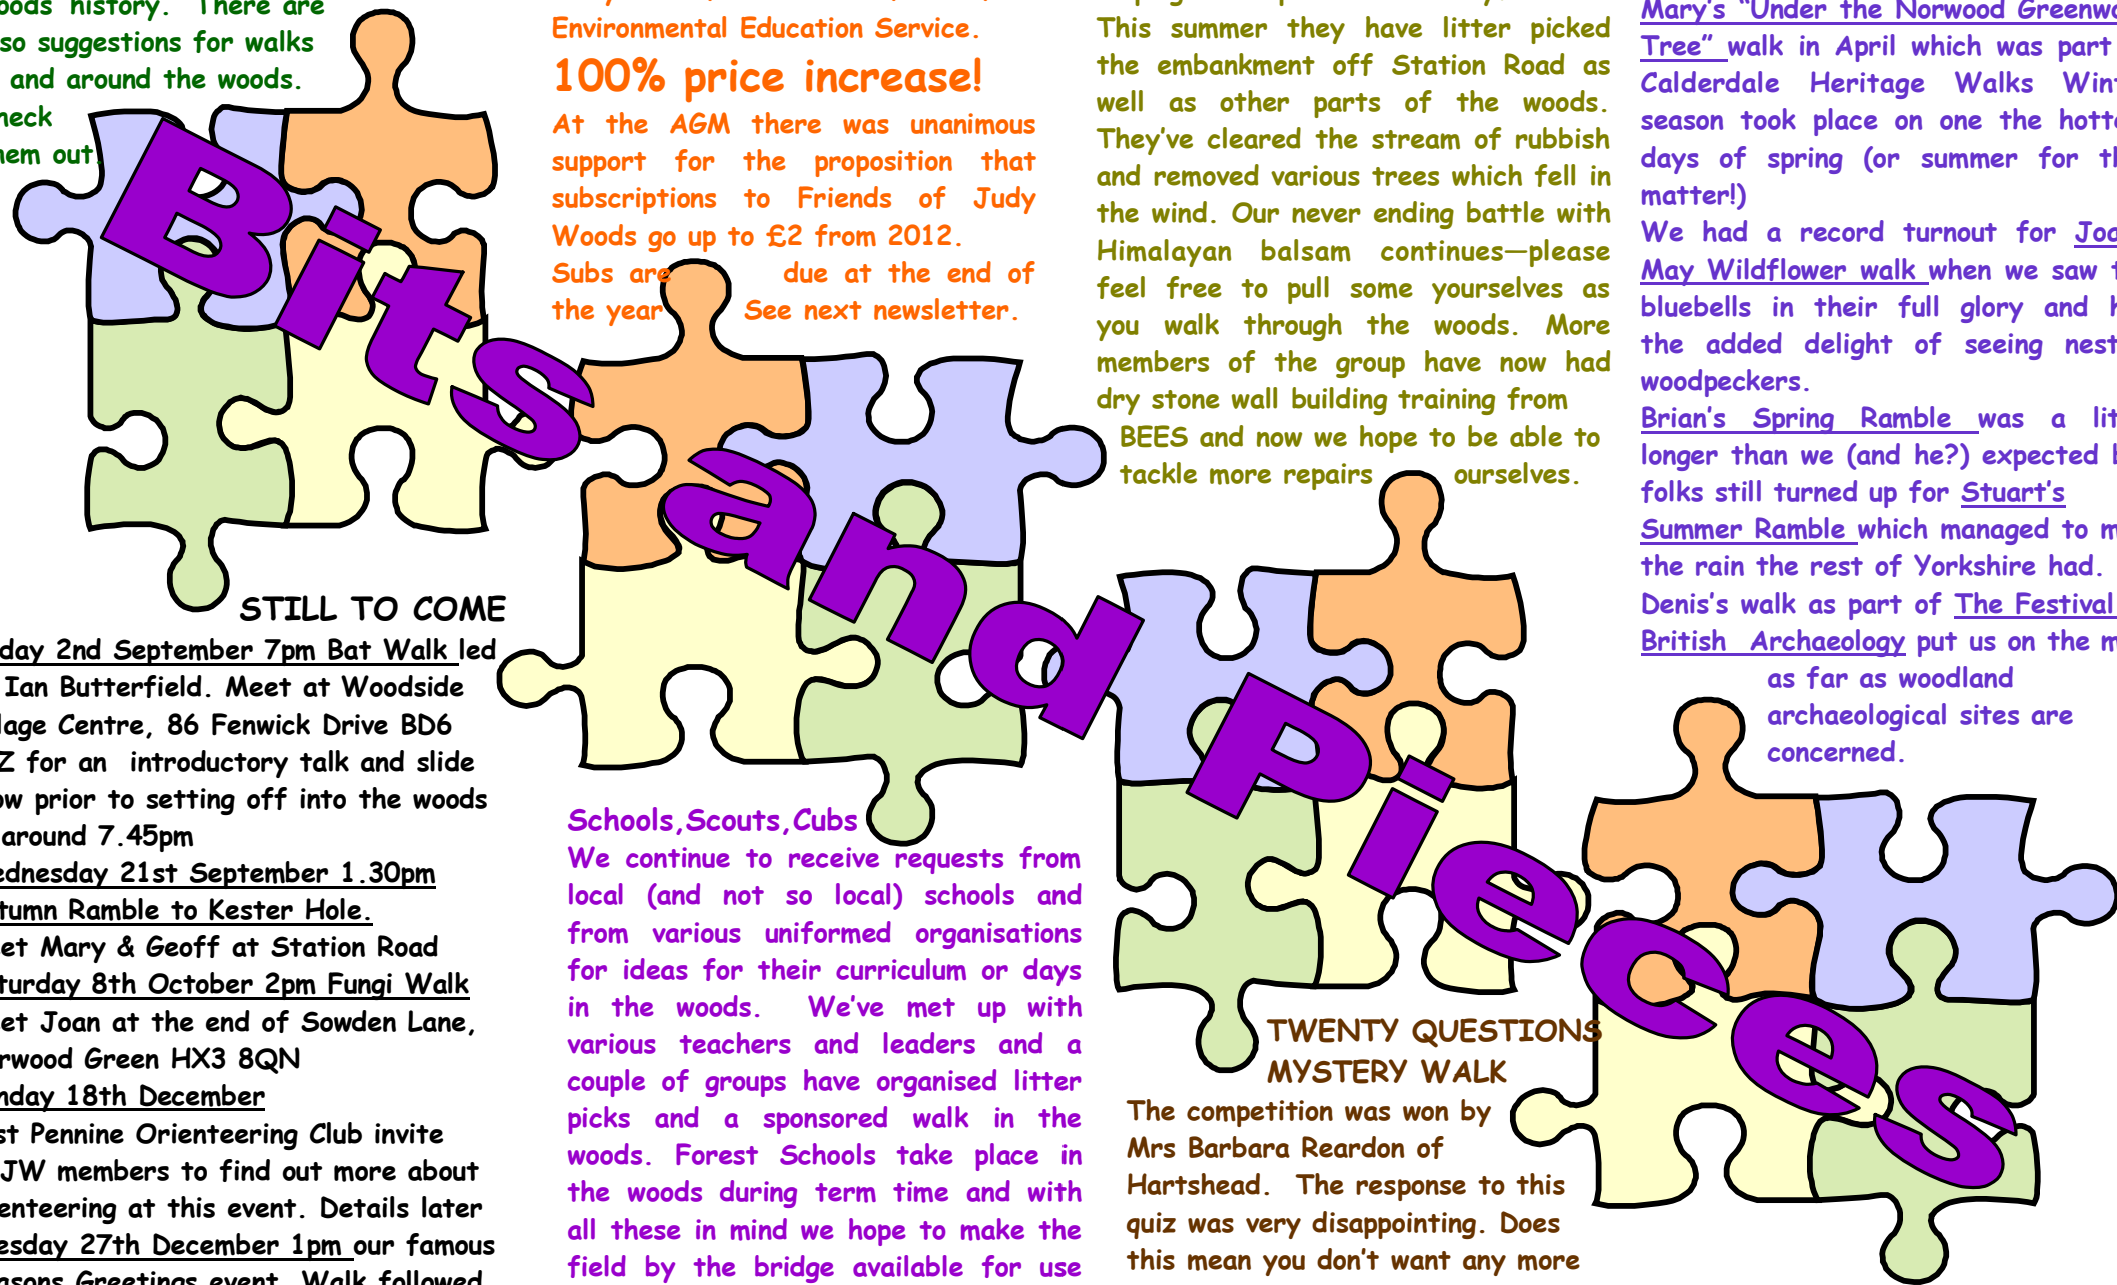 history. There are
suggestions for walks
and around the woods.
out.
Bits and Pieces
STILL TO COME
2nd September 7pm Bat Walk led
Ian Butterfield. Meet at Woodside
Centre, 86 Fenwick Drive BD6
for an introductory talk and slide
prior to setting off into the woods
around 7.45pm
21st September 1.30pm
Ramble to Kester Hole.
Mary & Geoff at Station Road
8th October 2pm Fungi Walk
Joan at the end of Sowden Lane,
Green HX3 8QN
18th December
Pennine Orienteering Club invite
members to find out more about
at this event. Details later
27th December 1pm our famous
Greetings event. Walk followed
Environmental Education Service.
100% price increase!
At the AGM there was unanimous
support for the proposition that
subscriptions to Friends of Judy
Woods go up to £2 from 2012.
Subs are due at the end of
the year See next newsletter.
Schools,Scouts,Cubs
We continue to receive requests from
local (and not so local) schools and
from various uniformed organisations
for ideas for their curriculum or days
in the woods. We've met up with
various teachers and leaders and a
couple of groups have organised litter
picks and a sponsored walk in the
woods. Forest Schools take place in
the woods during term time and with
all these in mind we hope to make the
field by the bridge available for use
This summer they have litter picked
the embankment off Station Road as
well as other parts of the woods.
They've cleared the stream of rubbish
and removed various trees which fell in
the wind. Our never ending battle with
Himalayan balsam continues—please
feel free to pull some yourselves as
you walk through the woods. More
members of the group have now had
dry stone wall building training from
BEES and now we hope to be able to
tackle more repairs ourselves.
TWENTY QUESTIONS
MYSTERY WALK
The competition was won by
Mrs Barbara Reardon of
Hartshead. The response to this
quiz was very disappointing. Does
this mean you don't want any more
Mary's "Under the Norwood
Tree" walk in April which was part
Calderdale Heritage Walks
season took place on one the
days of spring (or summer for
matter!)
We had a record turnout for
May Wildflower walk when we saw
bluebells in their full glory and
the added delight of seeing
woodpeckers.
Brian's Spring Ramble was a
longer than we (and he?) expected
folks still turned up for Stuart's
Summer Ramble which managed to
the rain the rest of Yorkshire had.
Denis's walk as part of The Festival
British Archaeology put us on the
as far as woodland
archaeological sites are
concerned.